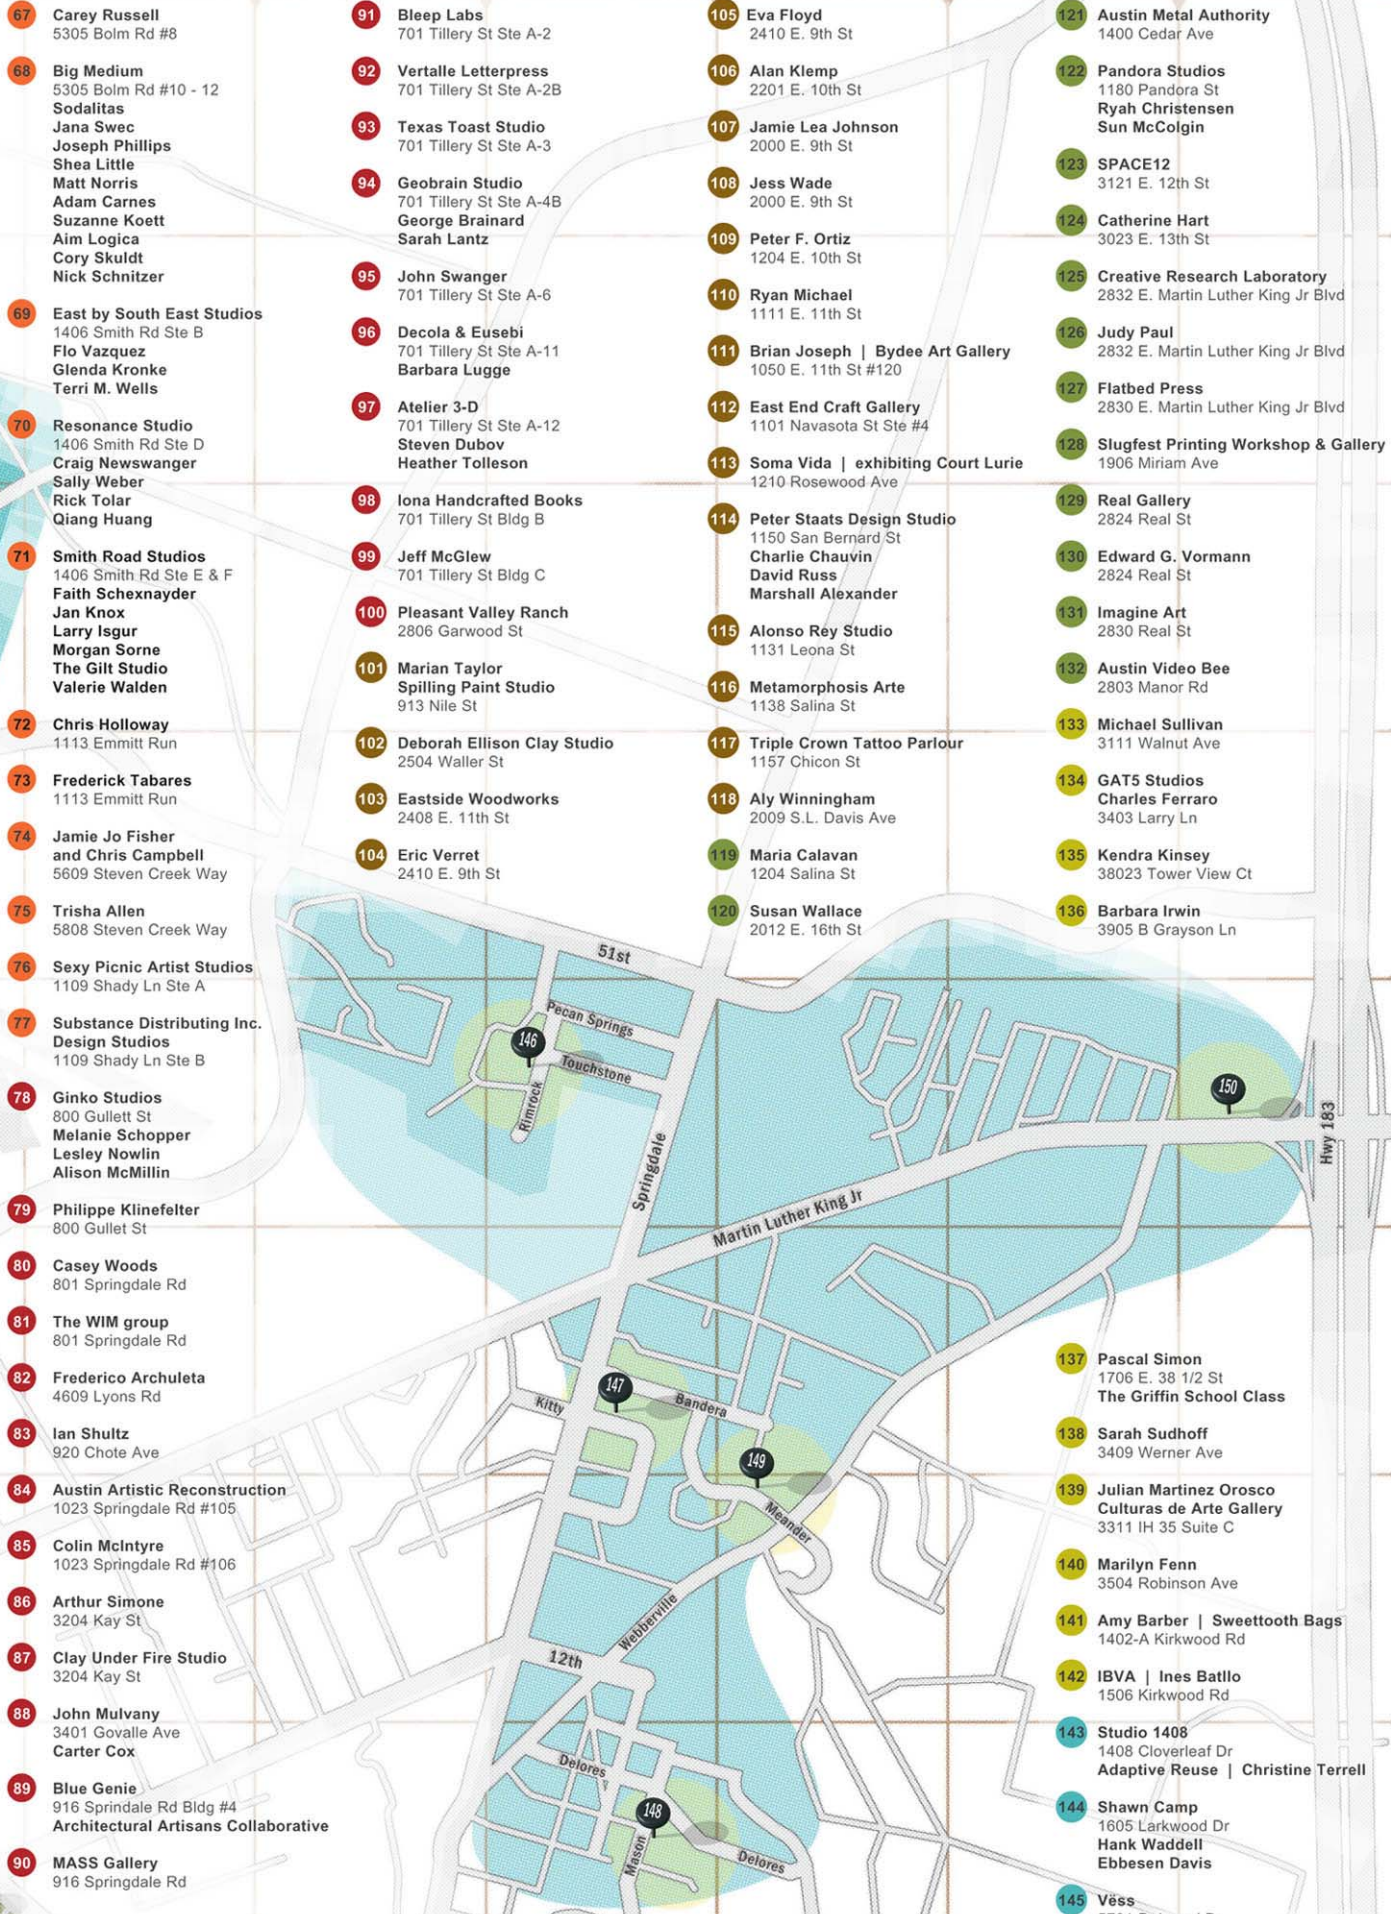 67 Carey Russell
5305 Bolm Rd #8
68 Big Medium
5305 Bolm Rd #10 - 12
Sodalitas
Jana Swec
Joseph Phillips
Shea Little
Matt Norris
Adam Carnes
Suzanne Koett
Aim Logica
Cory Skuldt
Nick Schnitzer
69 East by South East Studios
1406 Smith Rd Ste B
Flo Vazquez
Glenda Kronke
Terri M. Wells
70 Resonance Studio
1406 Smith Rd Ste D
Craig Newswanger
Sally Weber
Rick Tolar
Qiang Huang
71 Smith Road Studios
1406 Smith Rd Ste E & F
Faith Schexnayder
Jan Knox
Larry Isgur
Morgan Sorne
The Gilt Studio
Valerie Walden
72 Chris Holloway
1113 Emmitt Run
73 Frederick Tabares
1113 Emmitt Run
74 Jamie Jo Fisher
and Chris Campbell
5609 Steven Creek Way
75 Trisha Allen
5808 Steven Creek Way
76 Sexy Picnic Artist Studios
1109 Shady Ln Ste A
77 Substance Distributing Inc.
Design Studios
1109 Shady Ln Ste B
78 Ginko Studios
800 Gullett St
Melanie Schopper
Lesley Nowlin
Alison McMillin
79 Philippe Klinefelter
800 Gullet St
80 Casey Woods
801 Springdale Rd
81 The WIM group
801 Springdale Rd
82 Frederico Archuleta
4609 Lyons Rd
83 Ian Shultz
920 Chote Ave
84 Austin Artistic Reconstruction
1023 Springdale Rd #105
85 Colin McIntyre
1023 Springdale Rd #106
86 Arthur Simone
3204 Kay St
87 Clay Under Fire Studio
3204 Kay St
88 John Mulvany
3401 Govalle Ave
Carter Cox
89 Blue Genie
916 Sprindale Rd Bldg #4
Architectural Artisans Collaborative
90 MASS Gallery
916 Springdale Rd
91 Bleep Labs
701 Tillery St Ste A-2
92 Vertalle Letterpress
701 Tillery St Ste A-2B
93 Texas Toast Studio
701 Tillery St Ste A-3
94 Geobrain Studio
701 Tillery St Ste A-4B
George Brainard
Sarah Lantz
95 John Swanger
701 Tillery St Ste A-6
96 Decola & Eusebi
701 Tillery St Ste A-11
Barbara Lugge
97 Atelier 3-D
701 Tillery St Ste A-12
Steven Dubov
Heather Tolleson
98 Iona Handcrafted Books
701 Tillery St Bldg B
99 Jeff McGlew
701 Tillery St Bldg C
100 Pleasant Valley Ranch
2806 Garwood St
101 Marian Taylor
Spilling Paint Studio
913 Nile St
102 Deborah Ellison Clay Studio
2504 Waller St
103 Eastside Woodworks
2408 E. 11th St
104 Eric Verret
2410 E. 9th St
105 Eva Floyd
2410 E. 9th St
106 Alan Klemp
2201 E. 10th St
107 Jamie Lea Johnson
2000 E. 9th St
108 Jess Wade
2000 E. 9th St
109 Peter F. Ortiz
1204 E. 10th St
110 Ryan Michael
1111 E. 11th St
111 Brian Joseph | Bydee Art Gallery
1050 E. 11th St #120
112 East End Craft Gallery
1101 Navasota St Ste #4
113 Soma Vida | exhibiting Court Lurie
1210 Rosewood Ave
114 Peter Staats Design Studio
1150 San Bernard St
Charlie Chauvin
David Russ
Marshall Alexander
115 Alonso Rey Studio
1131 Leona St
116 Metamorphosis Arte
1138 Salina St
117 Triple Crown Tattoo Parlour
1157 Chicon St
118 Aly Winningham
2009 S.L. Davis Ave
119 Maria Calavan
1204 Salina St
120 Susan Wallace
2012 E. 16th St
121 Austin Metal Authority
1400 Cedar Ave
122 Pandora Studios
1180 Pandora St
Ryah Christensen
Sun McColgin
123 SPACE12
3121 E. 12th St
124 Catherine Hart
3023 E. 13th St
125 Creative Research Laboratory
2832 E. Martin Luther King Jr Blvd
126 Judy Paul
2832 E. Martin Luther King Jr Blvd
127 Flatbed Press
2830 E. Martin Luther King Jr Blvd
128 Slugfest Printing Workshop & Gallery
1906 Miriam Ave
129 Real Gallery
2824 Real St
130 Edward G. Vormann
2824 Real St
131 Imagine Art
2830 Real St
132 Austin Video Bee
2803 Manor Rd
133 Michael Sullivan
3111 Walnut Ave
134 GAT5 Studios
Charles Ferraro
3403 Larry Ln
135 Kendra Kinsey
38023 Tower View Ct
136 Barbara Irwin
3905 B Grayson Ln
137 Pascal Simon
1706 E. 38 1/2 St
The Griffin School Class
138 Sarah Sudhoff
3409 Werner Ave
139 Julian Martinez Orosco
Culturas de Arte Gallery
3311 IH 35 Suite C
140 Marilyn Fenn
3504 Robinson Ave
141 Amy Barber | Sweettooth Bags
1402-A Kirkwood Rd
142 IBVA | Ines Batllo
1506 Kirkwood Rd
143 Studio 1408
1408 Cloverleaf Dr
Adaptive Reuse | Christine Terrell
144 Shawn Camp
1605 Larkwood Dr
Hank Waddell
Ebbesen Davis
145 Vëss
51st
Pecan Springs
146
Touchstone
Rimrock
150
Hwy 183
Springdale
Martin Luther King Jr
147
Kitty
Bandera
149
Meander
Webberville
12th
Delores
148
Mason
Delores